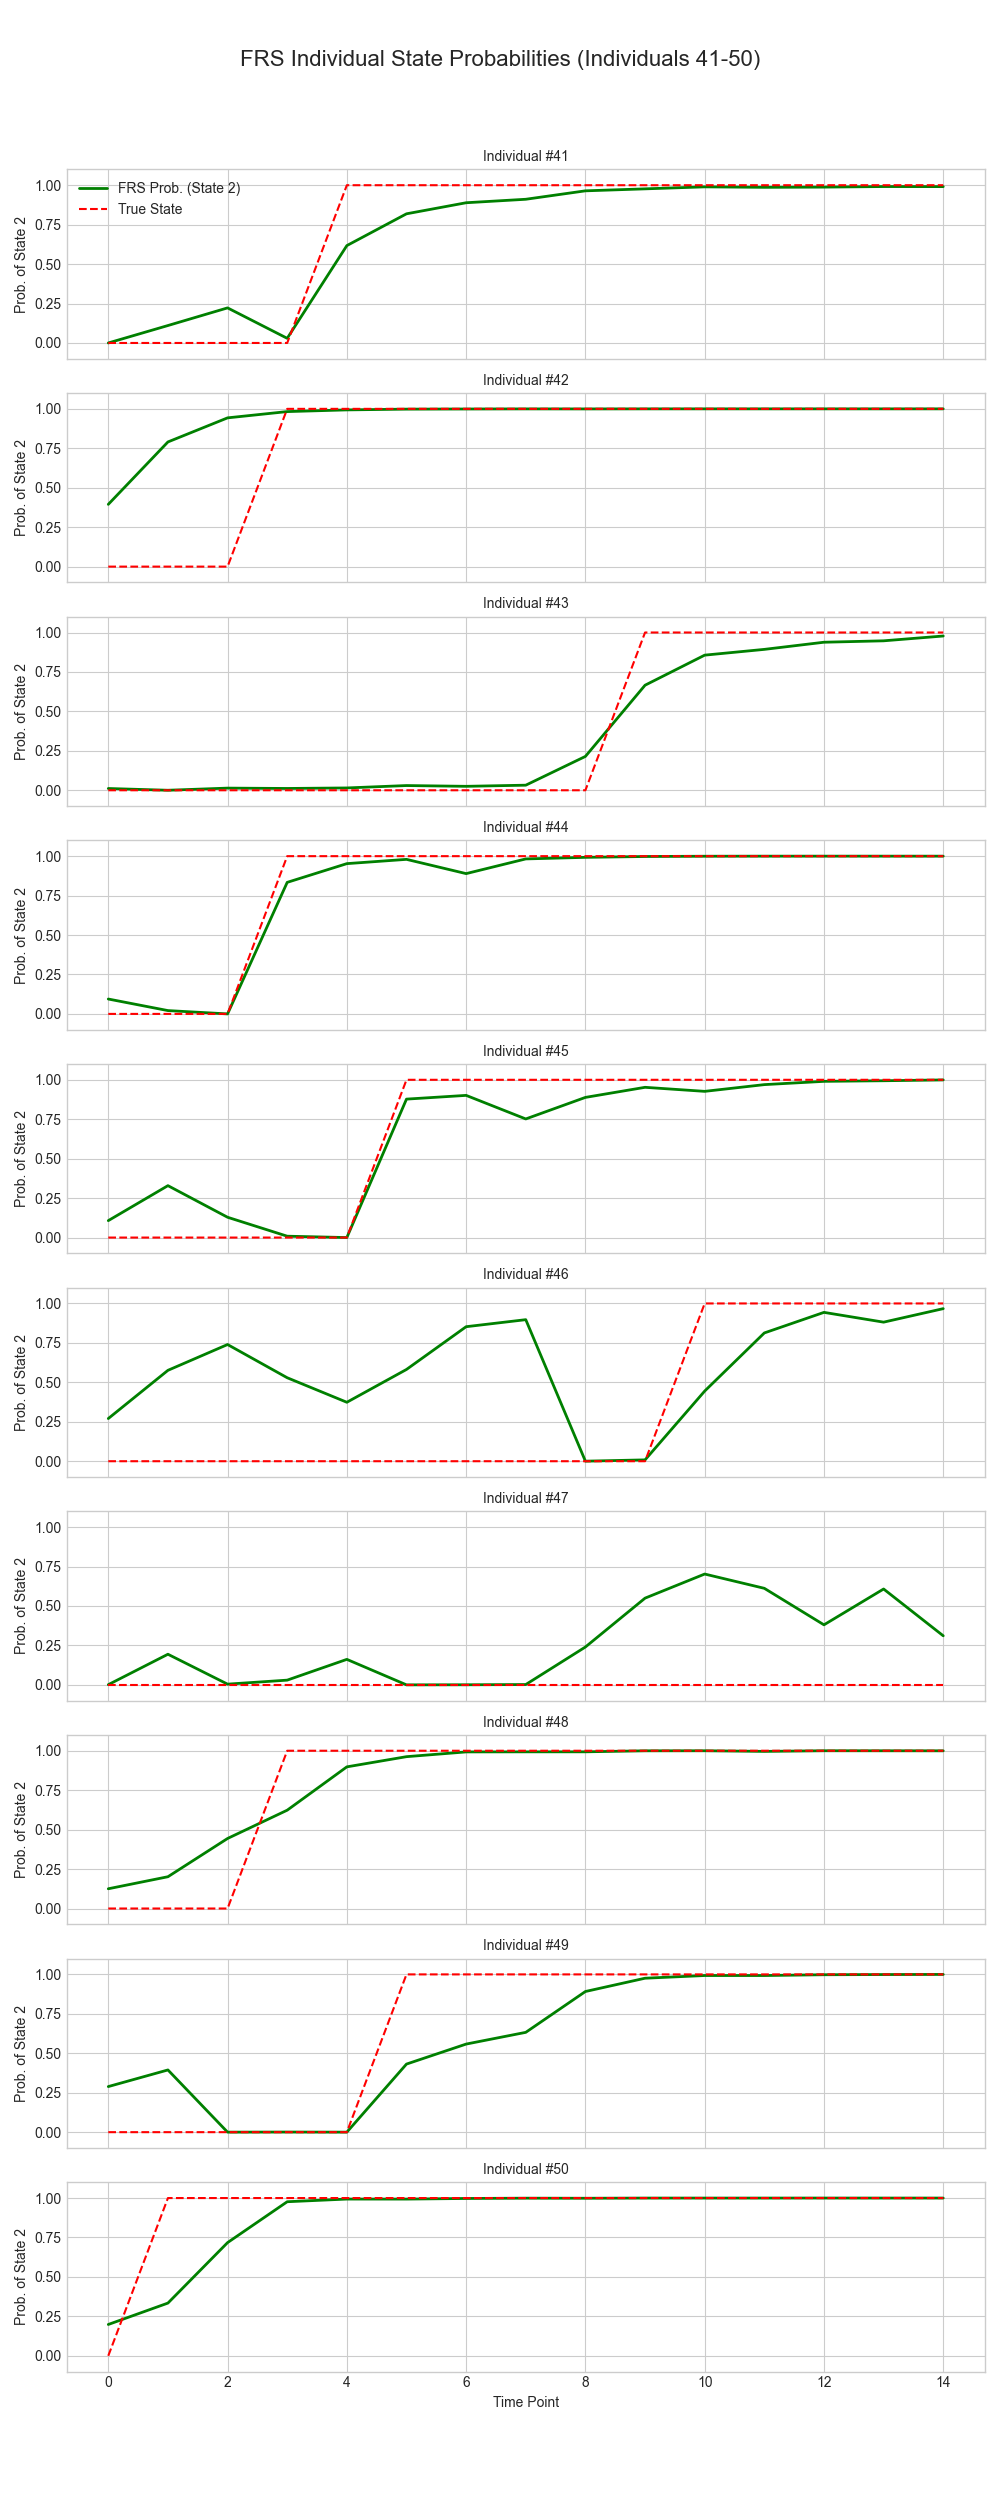 FRS Individual State Probabilities (Individuals 41-50)
Individual #41
FRS Prob. (State 2)
True State
1.00
0.75
0.50
0.25
0.00
Prob. of State 2
Individual #42
1.00
0.75
0.50
0.25
0.00
Prob. of State 2
Individual #43
1.00
0.75
0.50
0.25
0.00
Prob. of State 2
Individual #44
1.00
0.75
0.50
0.25
0.00
Prob. of State 2
Individual #45
1.00
0.75
0.50
0.25
0.00
Prob. of State 2
Individual #46
1.00
0.75
0.50
0.25
0.00
Prob. of State 2
Individual #47
1.00
0.75
0.50
0.25
0.00
Prob. of State 2
Individual #48
1.00
0.75
0.50
0.25
0.00
Prob. of State 2
Individual #49
1.00
0.75
0.50
0.25
0.00
Prob. of State 2
Individual #50
1.00
0.75
0.50
0.25
0.00
Prob. of State 2
0 2 4 6 8 10 12 14
Time Point